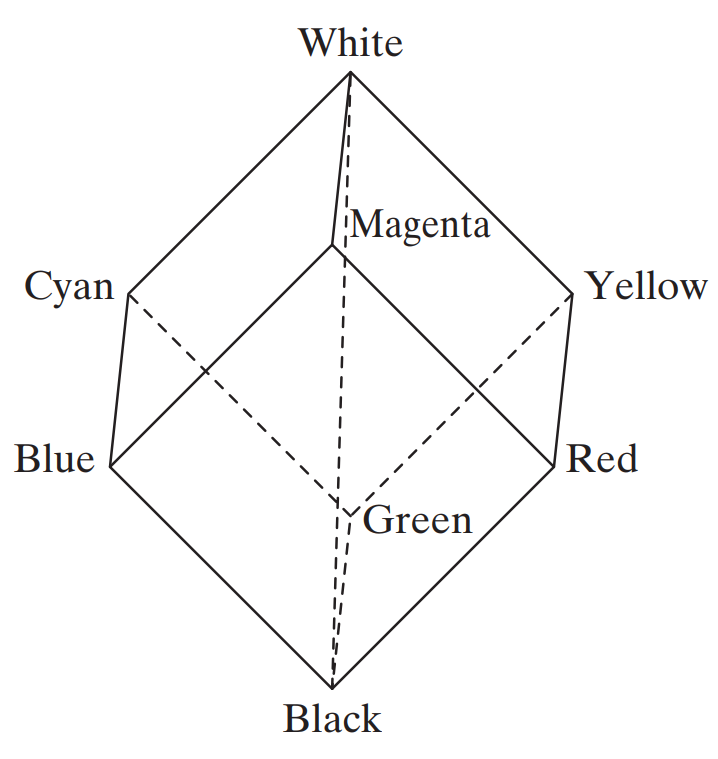 White
Magenta
Cyan
Yellow
Blue
Red
Green
Black